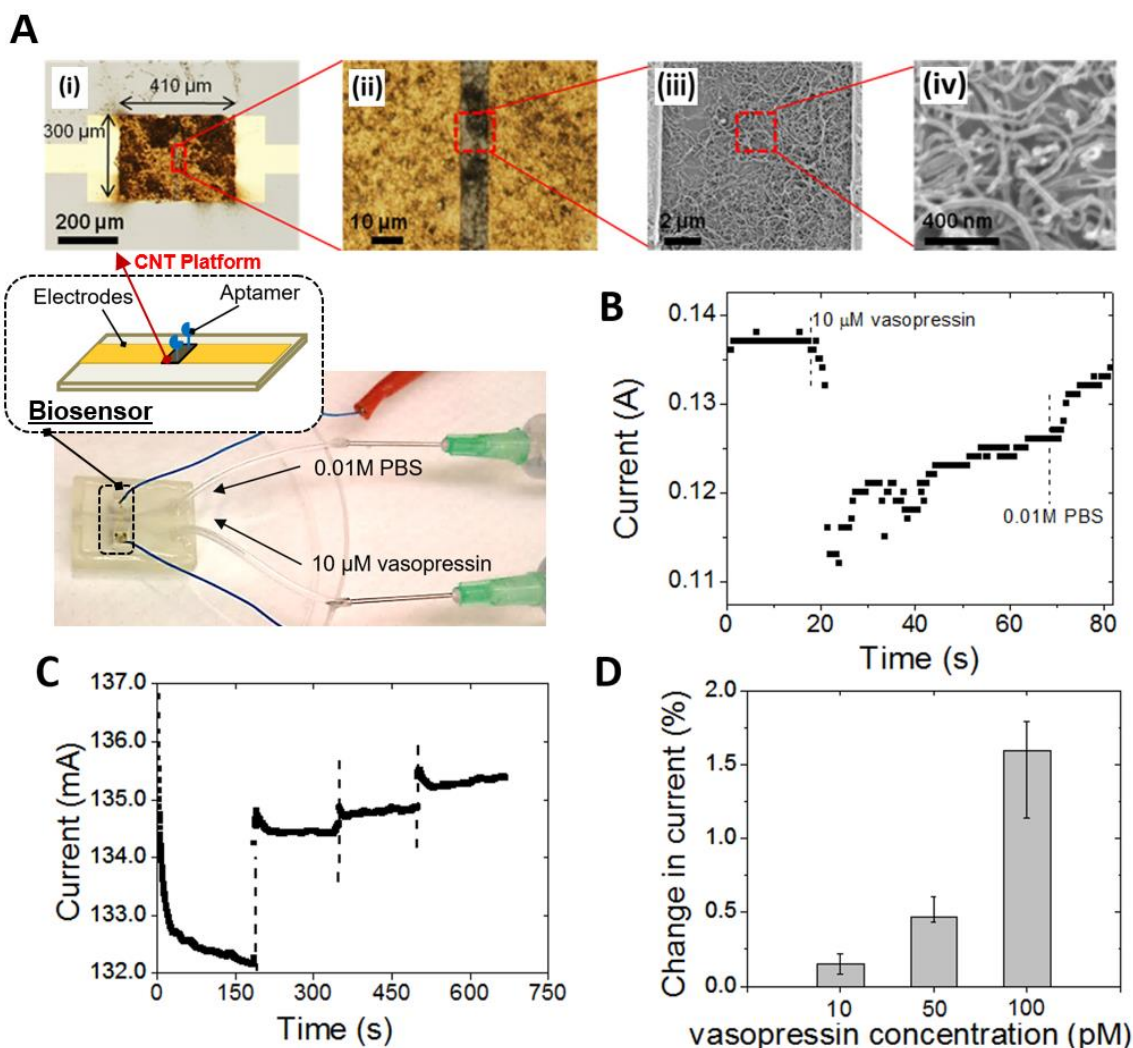 A
(i)
410 µm
300 µm
200 µm
(ii)
10 µm
(iii)
2 µm
(iv)
400 nm
CNT Platform
Electrodes
Aptamer
Biosensor
0.01M PBS
10 µM vasopressin
B
0.14
0.13
0.12
0.11
Current (A)
10 µM vasopressin
0.01M PBS
0 20 40 60 80
Time (s)
C
137.0
136.0
135.0
134.0
133.0
132.0
Current (mA)
0 150 300 450 600 750
Time (s)
D
2.0
1.5
1.0
0.5
0.0
Change in current (%)
10 50 100
vasopressin concentration (pM)